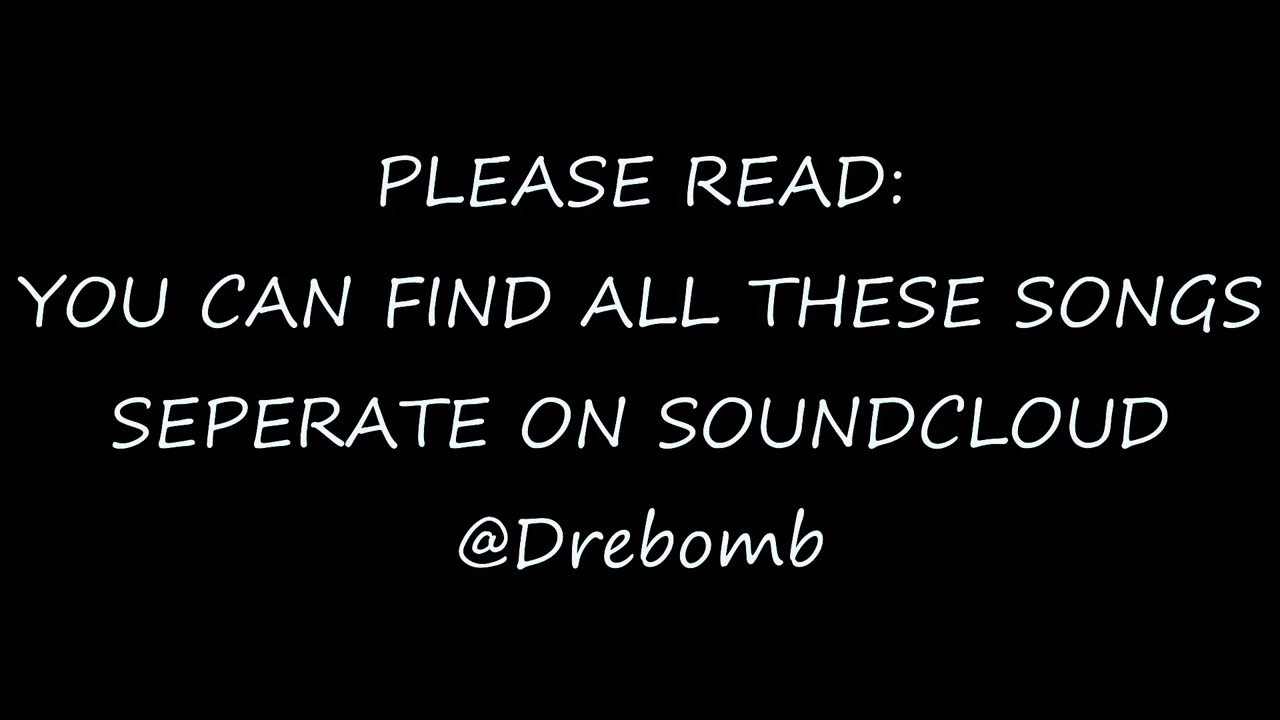 PLEASE READ:
YOU CAN FIND ALL THESE SONGS
SEPERATE ON SOUNDCLOUD
@Drebomb